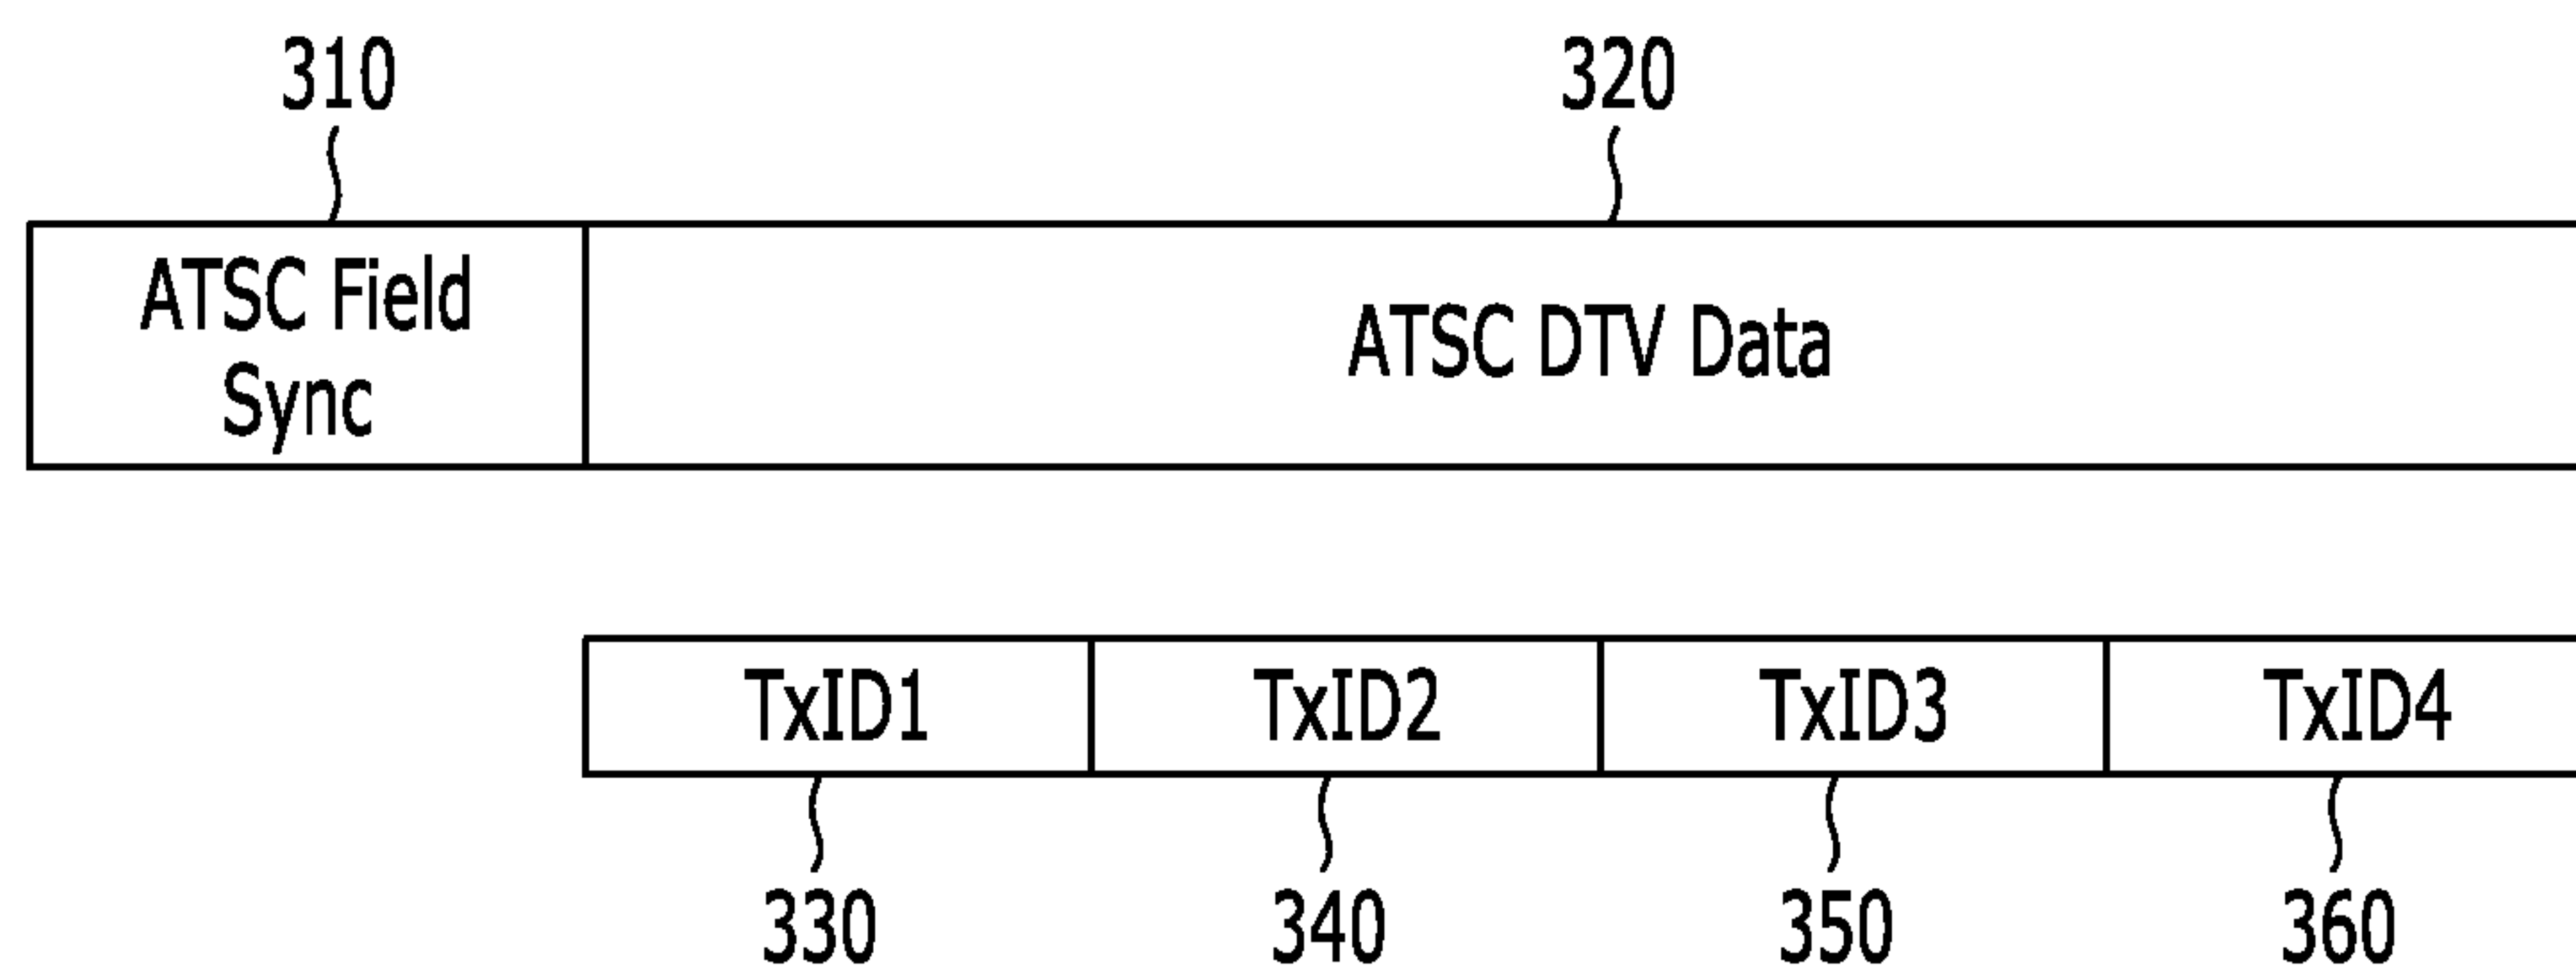 310
320
ATSC Field
Sync
ATSC DTV Data
TxID1
TxID2
TxID3
TxID4
330
340
350
360